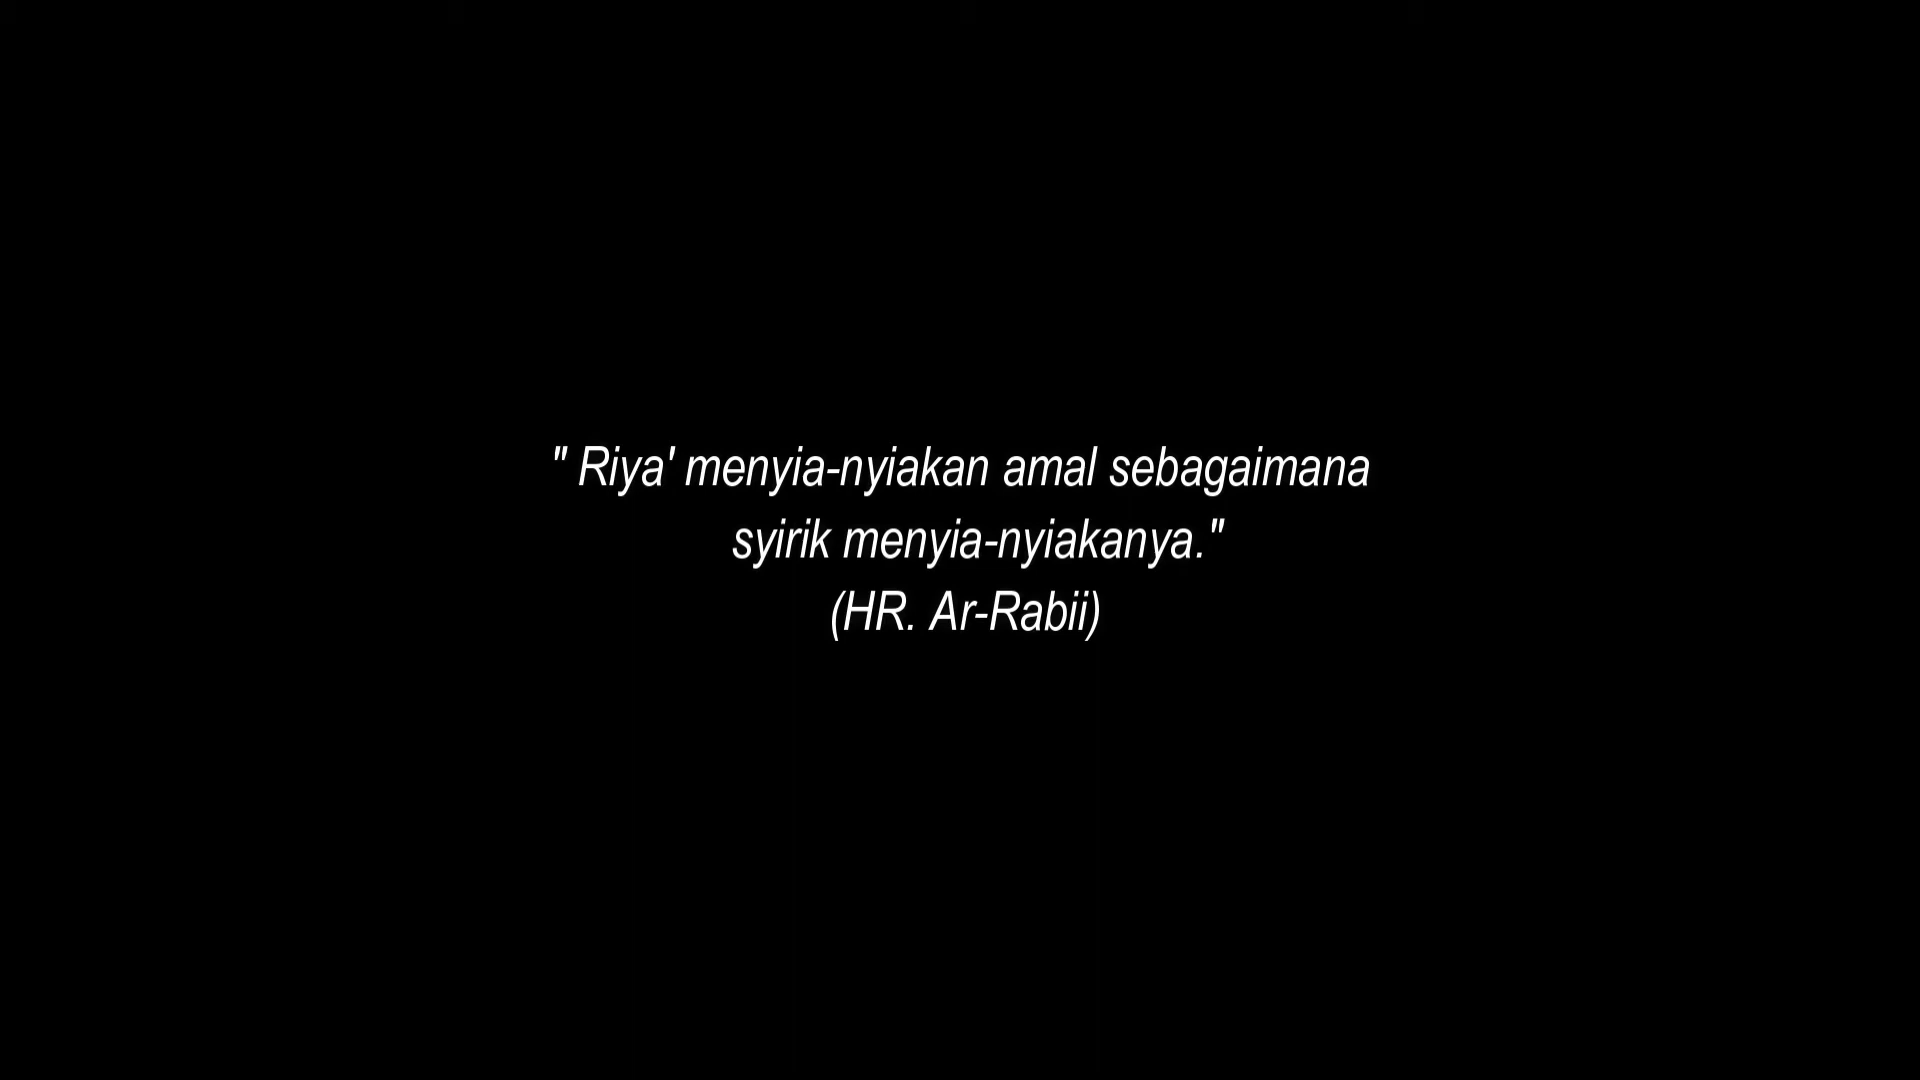 " Riya' menyia-nyiakan amal sebagaimana
syirik menyia-nyiakanya."
(HR. Ar-Rabii)